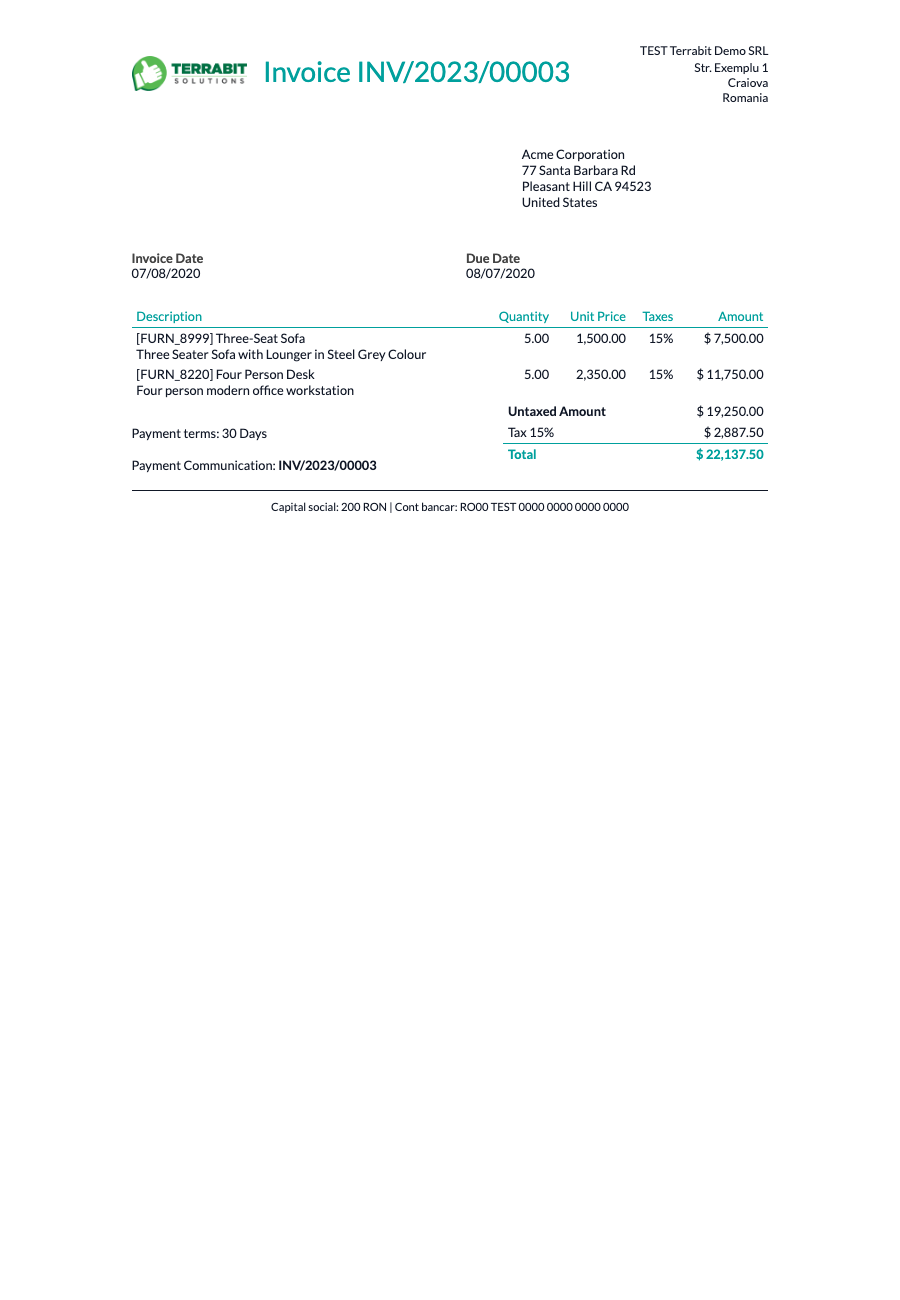 TERRABIT
SOLUTIONS
Invoice INV/2023/00003
TEST Terrabit Demo SRL
Str. Exemplu 1
Craiova
Romania
Acme Corporation
77 Santa Barbara Rd
Pleasant Hill CA 94523
United States
Invoice Date Due Date
07/08/2020 08/07/2020
Description Quantity Unit Price Taxes Amount
[FURN_8999] Three-Seat Sofa 5.00 1,500.00 15% $ 7,500.00
Three Seater Sofa with Lounger in Steel Grey Colour
[FURN_8220] Four Person Desk 5.00 2,350.00 15% $ 11,750.00
Four person modern office workstation
Untaxed Amount $ 19,250.00
Tax 15% $ 2,887.50
Total $ 22,137.50
Payment terms: 30 Days
Payment Communication: INV/2023/00003
Capital social: 200 RON | Cont bancar: RO00 TEST 0000 0000 0000 0000